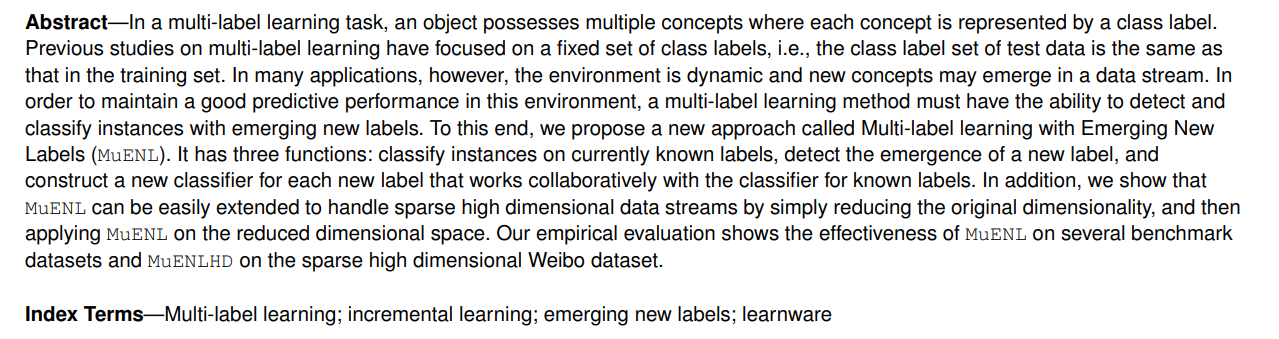 Abstract—In a multi-label learning task, an object possesses multiple concepts where each concept is represented by a class label.
Previous studies on multi-label learning have focused on a fixed set of class labels, i.e., the class label set of test data is the same as
that in the training set. In many applications, however, the environment is dynamic and new concepts may emerge in a data stream. In
order to maintain a good predictive performance in this environment, a multi-label learning method must have the ability to detect and
classify instances with emerging new labels. To this end, we propose a new approach called Multi-label learning with Emerging New
Labels (MuENL). It has three functions: classify instances on currently known labels, detect the emergence of a new label, and
construct a new classifier for each new label that works collaboratively with the classifier for known labels. In addition, we show that
MuENL can be easily extended to handle sparse high dimensional data streams by simply reducing the original dimensionality, and then
applying MuENL on the reduced dimensional space. Our empirical evaluation shows the effectiveness of MuENL on several benchmark
datasets and MuENLHD on the sparse high dimensional Weibo dataset.
Index Terms—Multi-label learning; incremental learning; emerging new labels; learnware